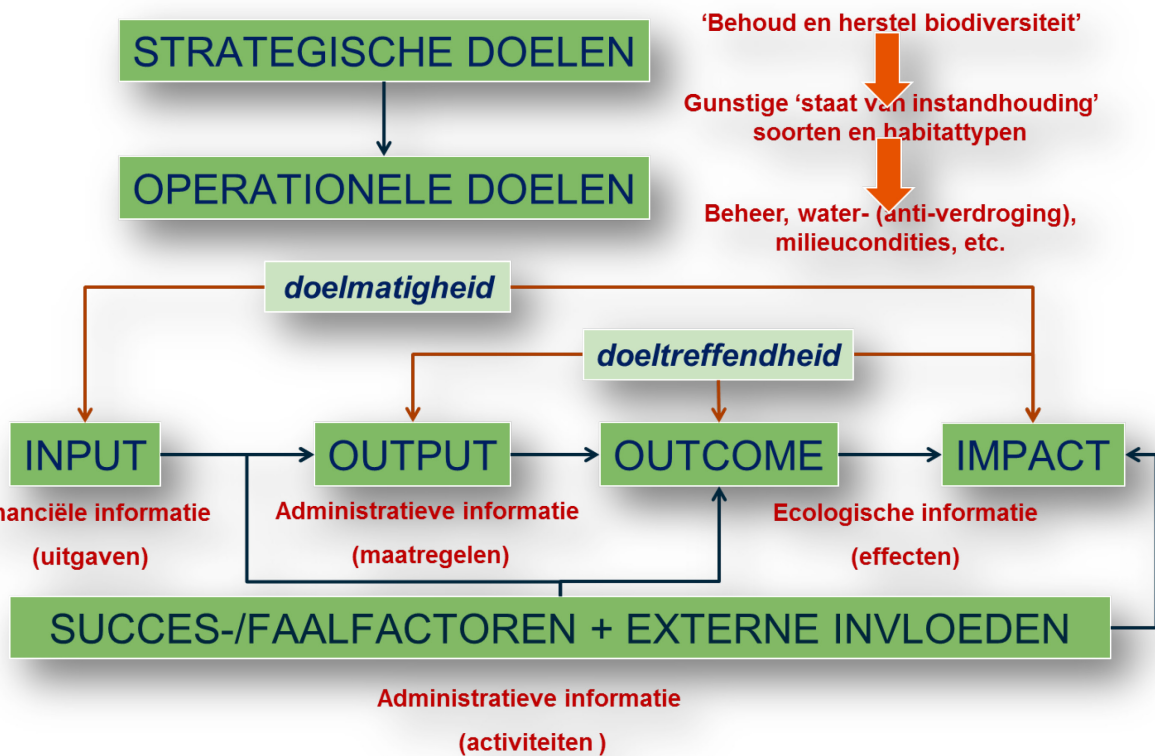 STRATEGISCHE DOELEN
‘Behoud en herstel biodiversiteit’
Gunstige ‘staat van instandhouding’
soorten en habitattypen
OPERATIONELE DOELEN
Beheer, water- (anti-verdroging),
milieucondities, etc.
doelmatigheid
doeltreffendheid
INPUT
OUTPUT
OUTCOME
IMPACT
nanciële informatie
(uitgaven)
Administratieve informatie
(maatregelen)
Ecologische informatie
(effecten)
SUCCES-/FAALFACTOREN + EXTERNE INVLOEDEN
Administratieve informatie
(activiteiten )